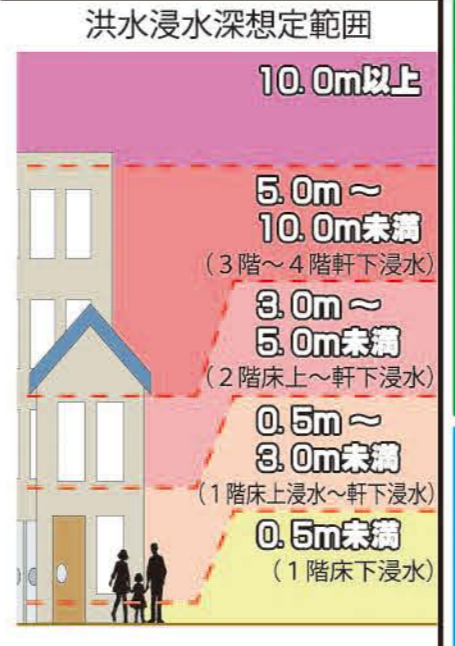 洪水浸水深想定範囲
10.0m以上
5.0m～
10.0m未満
（3階～4階軒下浸水）
3.0m～
5.0m未満
（2階床上～軒下浸水）
0.5m～
3.0m未満
（1階床上浸水～軒下浸水）
0.5m未満
（1階床下浸水）